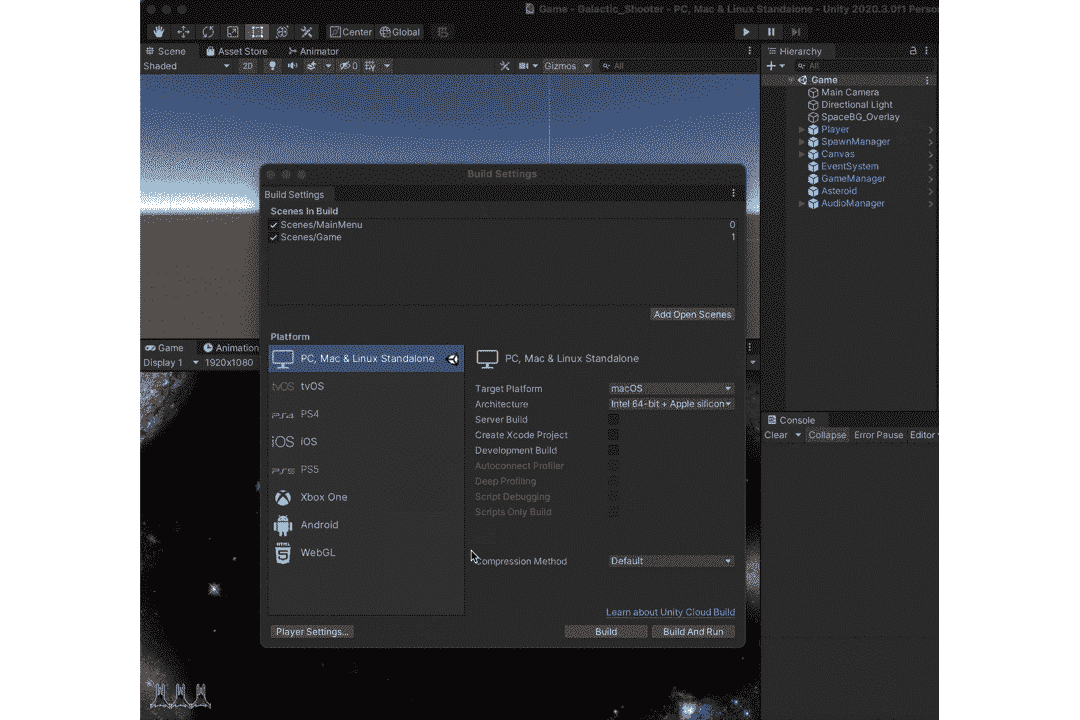 Game - Galactic_Shooter - PC, Mac & Linux Standalone - Unity 2020.3.0f1 Perso
Center Global
Scene Asset Store Animator
Shaded 2D 0 Gizmos All
Hierarchy
All
Game
Main Camera
Directional Light
SpaceBG_Overlay
Player
SpawnManager
Canvas
EventSystem
GameManager
Asteroid
AudioManager
Build Settings
Build Settings
Scenes In Build
Scenes/MainMenu 0
Scenes/Game 1
Add Open Scenes
Platform
PC, Mac & Linux Standalone
tvOS tvOS
PS4 PS4
iOS iOS
PS5 PS5
Xbox One
Android
HTML 5 WebGL
PC, Mac & Linux Standalone
Target Platform macOS
Architecture Intel 64-bit + Apple silicon
Server Build
Create Xcode Project
Development Build
Autoconnect Profiler
Deep Profiling
Script Debugging
Scripts Only Build
Compression Method Default
Learn about Unity Cloud Build
Player Settings... Build Build And Run
Game Animation
Display 1 1920x1080
Console
Clear Collapse Error Pause Editor